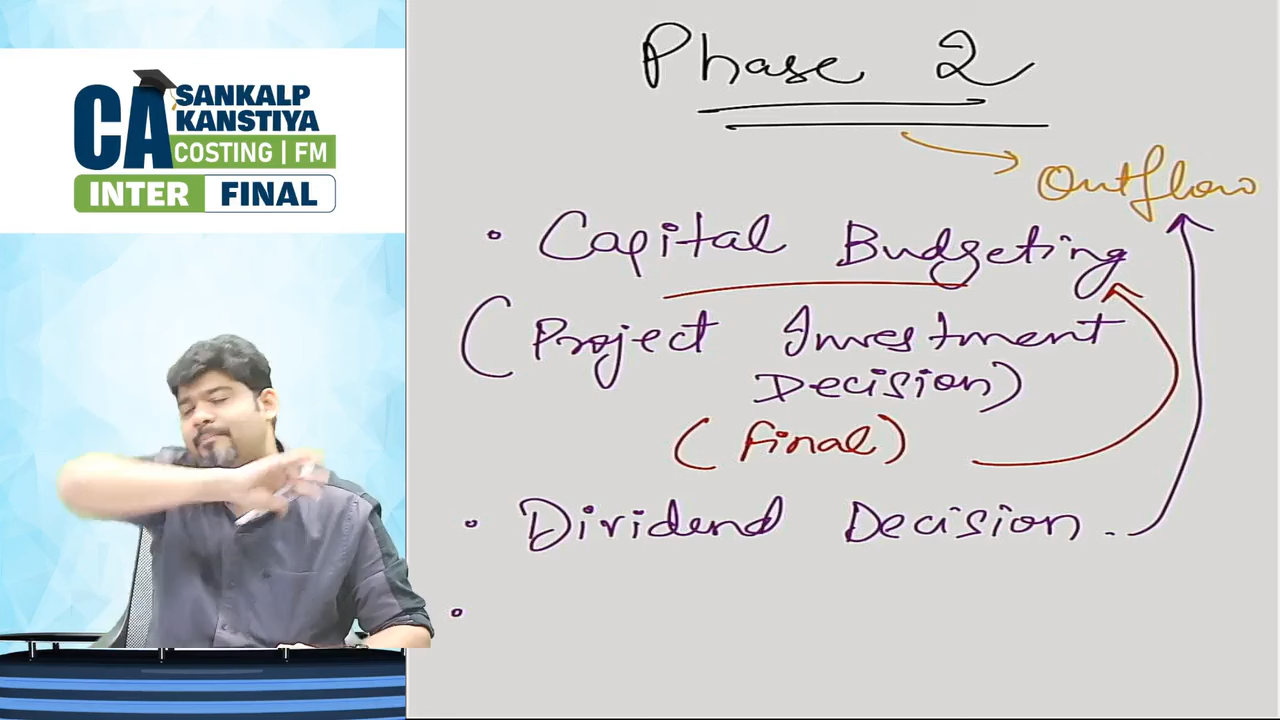 CA SANKALP KANSTIYA
COSTING | FM
INTER FINAL
Phase 2
Outflow
• Capital Budgeting
(Project Investment
Decision)
(final)
• Dividend Decision.
•